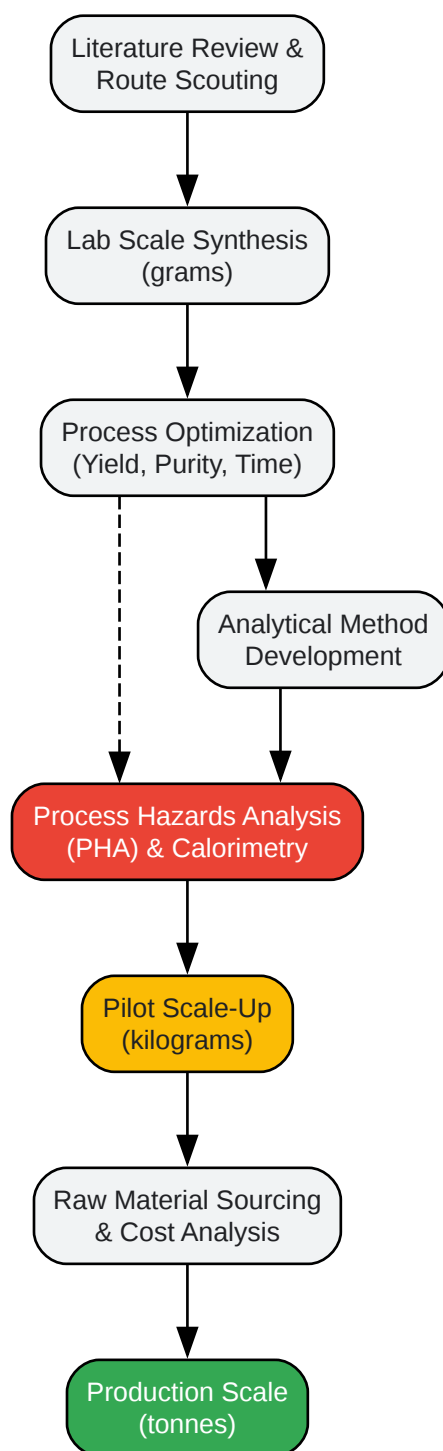 Literature Review &
Route Scouting
Lab Scale Synthesis
(grams)
Process Optimization
(Yield, Purity, Time)
Analytical Method
Development
Process Hazards Analysis
(PHA) & Calorimetry
Pilot Scale-Up
(kilograms)
Raw Material Sourcing
& Cost Analysis
Production Scale
(tonnes)